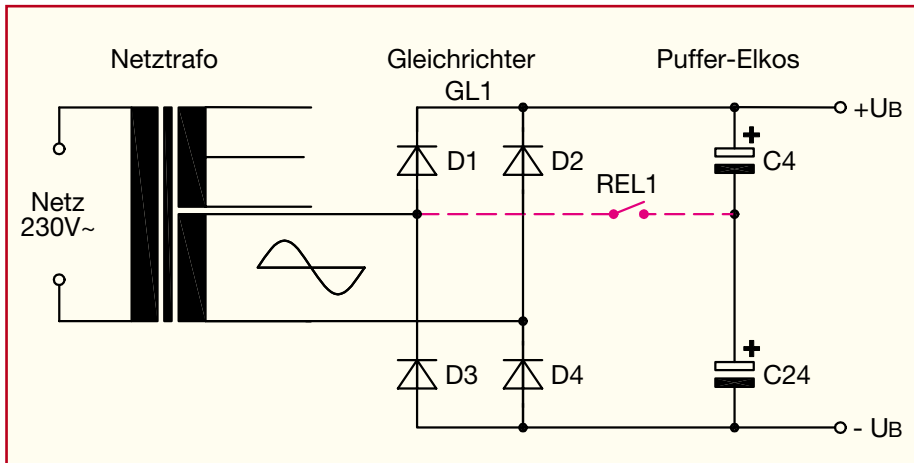 Netztrafo
Gleichrichter
GL1
Puffer-Elkos
+UB
D1
D2
C4
REL1
Netz
230V~
D3
D4
C24
- UB
+
+